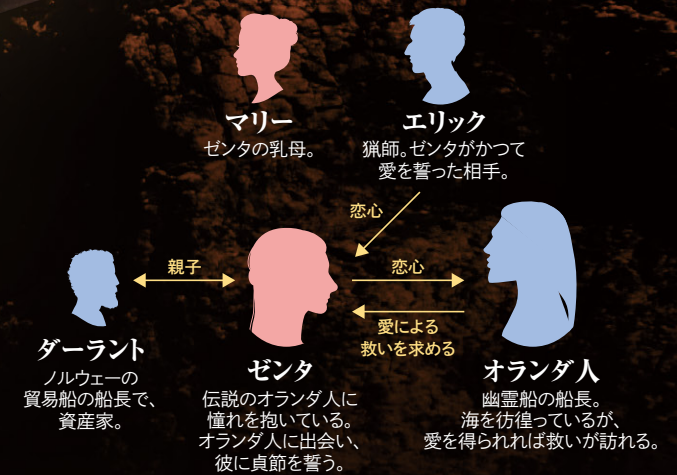 マリー
ゼンタの乳母。
エリック
猟師。ゼンタがかつて
愛を誓った相手。
恋心
親子
恋心
愛による
救いを求める
ダーラント
ノルウェーの
貿易船の船長で、
資産家。
ゼンタ
伝説のオランダ人に
憧れを抱いている。
オランダ人に出会い、
彼に貞節を誓う。
オランダ人
幽霊船の船長。
海を彷徨っているが、
愛を得られれば救いが訪れる。